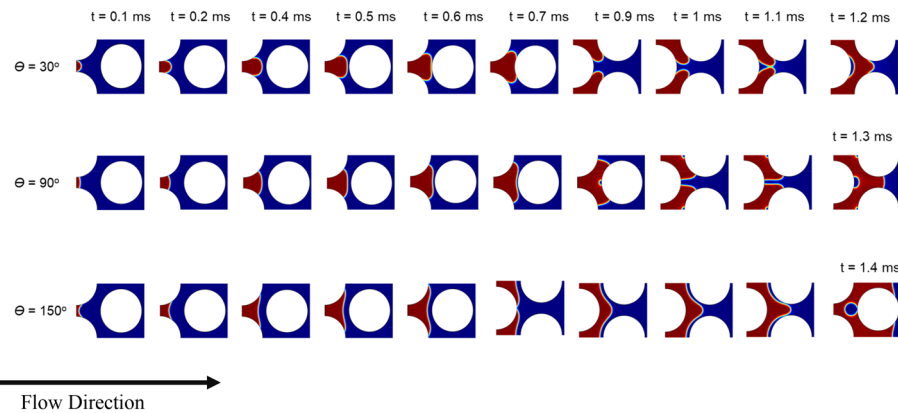 t = 0.1 ms t = 0.2 ms t = 0.4 ms t = 0.5 ms t = 0.6 ms t = 0.7 ms t = 0.9 ms t = 1 ms t = 1.1 ms t = 1.2 ms
ϴ = 30°
t = 1.3 ms
ϴ = 90°
t = 1.4 ms
ϴ = 150°
Flow Direction